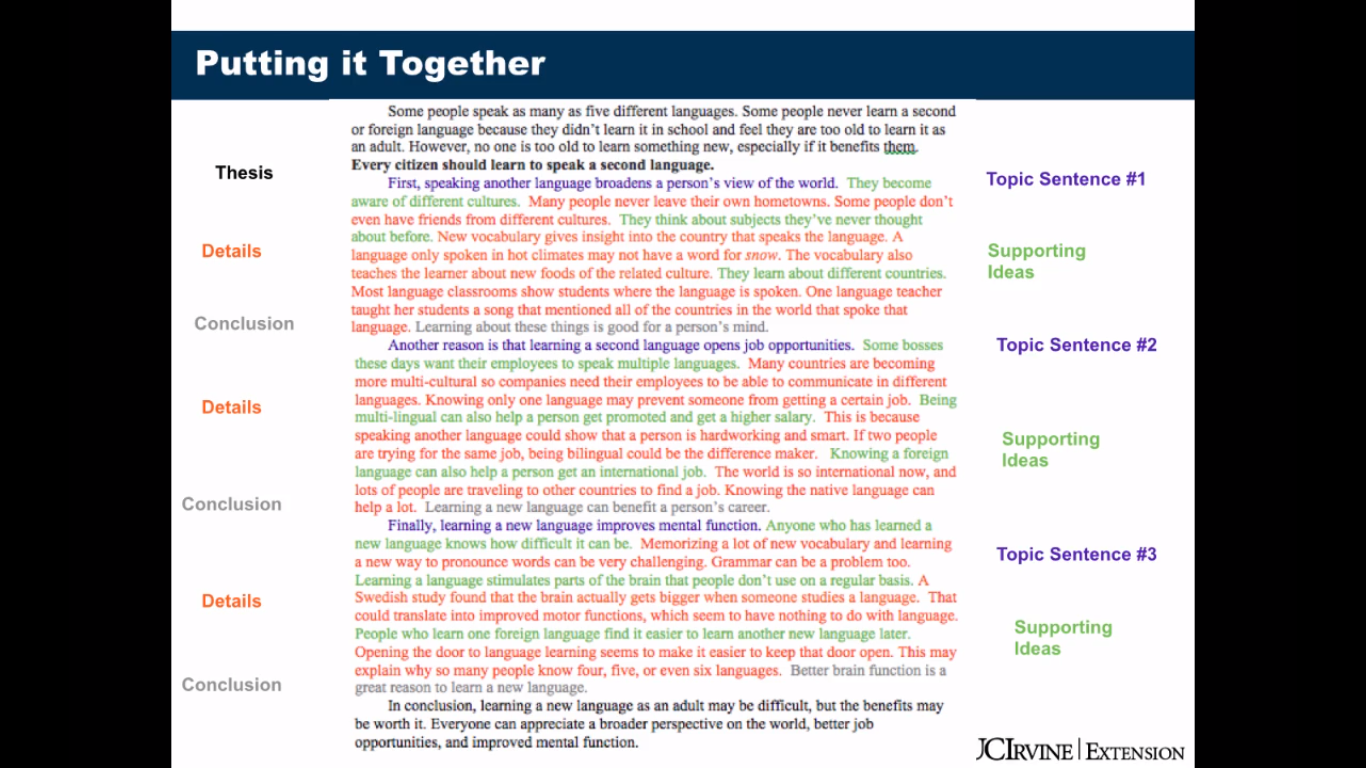 Putting it Together
Some people speak as many as five different languages. Some people never learn a second
or foreign language because they didn't learn it in school and feel they are too old to learn it as
an adult. However, no one is too old to learn something new, especially if it benefits them.
Every citizen should learn to speak a second language.
Thesis
First, speaking another language broadens a person's view of the world. They become
Topic Sentence #1
aware of different cultures. Many people never leave their own hometowns. Some people don't
even have friends from different cultures. They think about subjects they've never thought
about before. New vocabulary gives insight into the country that speaks the language. A
Details
language only spoken in hot climates may not have a word for snow. The vocabulary also
Supporting
Ideas
teaches the learner about new foods of the related culture. They learn about different countries.
Most language classrooms show students where the language is spoken. One language teacher
taught her students a song that mentioned all of the countries in the world that spoke that
language. Learning about these things is good for a person's mind.
Conclusion
Another reason is that learning a second language opens job opportunities. Some bosses
Topic Sentence #2
these days want their employees to speak multiple languages. Many countries are becoming
more multi-cultural so companies need their employees to be able to communicate in different
languages. Knowing only one language may prevent someone from getting a certain job. Being
Details
multi-lingual can also help a person get promoted and get a higher salary. This is because
speaking another language could show that a person is hardworking and smart. If two people
Supporting
Ideas
are trying for the same job, being bilingual could be the difference maker. Knowing a foreign
language can also help a person get an international job. The world is so international now, and
lots of people are traveling to other countries to find a job. Knowing the native language can
help a lot. Learning a new language can benefit a person's career.
Conclusion
Finally, learning a new language improves mental function. Anyone who has learned a
new language knows how difficult it can be. Memorizing a lot of new vocabulary and learning
Topic Sentence #3
a new way to pronounce words can be very challenging. Grammar can be a problem too.
Learning a language stimulates parts of the brain that people don't use on a regular basis. A
Details
Swedish study found that the brain actually gets bigger when someone studies a language. That
could translate into improved motor functions, which seem to have nothing to do with language.
Supporting
Ideas
People who learn one foreign language find it easier to learn another new language later.
Opening the door to language learning seems to make it easier to keep that door open. This may
explain why so many people know four, five, or even six languages. Better brain function is a
Conclusion
great reason to learn a new language.
In conclusion, learning a new language as an adult may be difficult, but the benefits may
be worth it. Everyone can appreciate a broader perspective on the world, better job
opportunities, and improved mental function.
UCIRVINE | EXTENSION